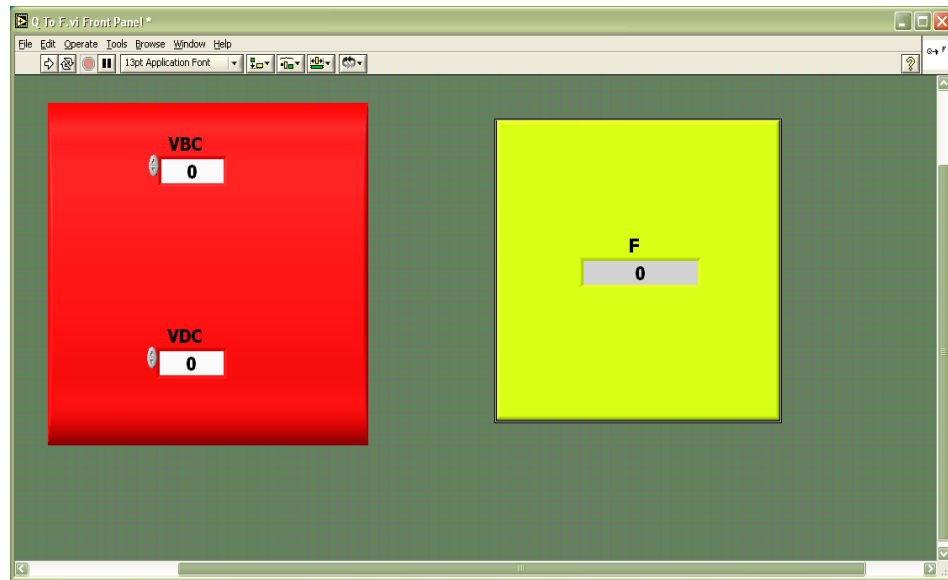 Q To F.vi Front Panel *
File Edit Operate Tools Browse Window Help
13pt Application Font
?
Q→ F
VBC
0
F
0
VDC
0